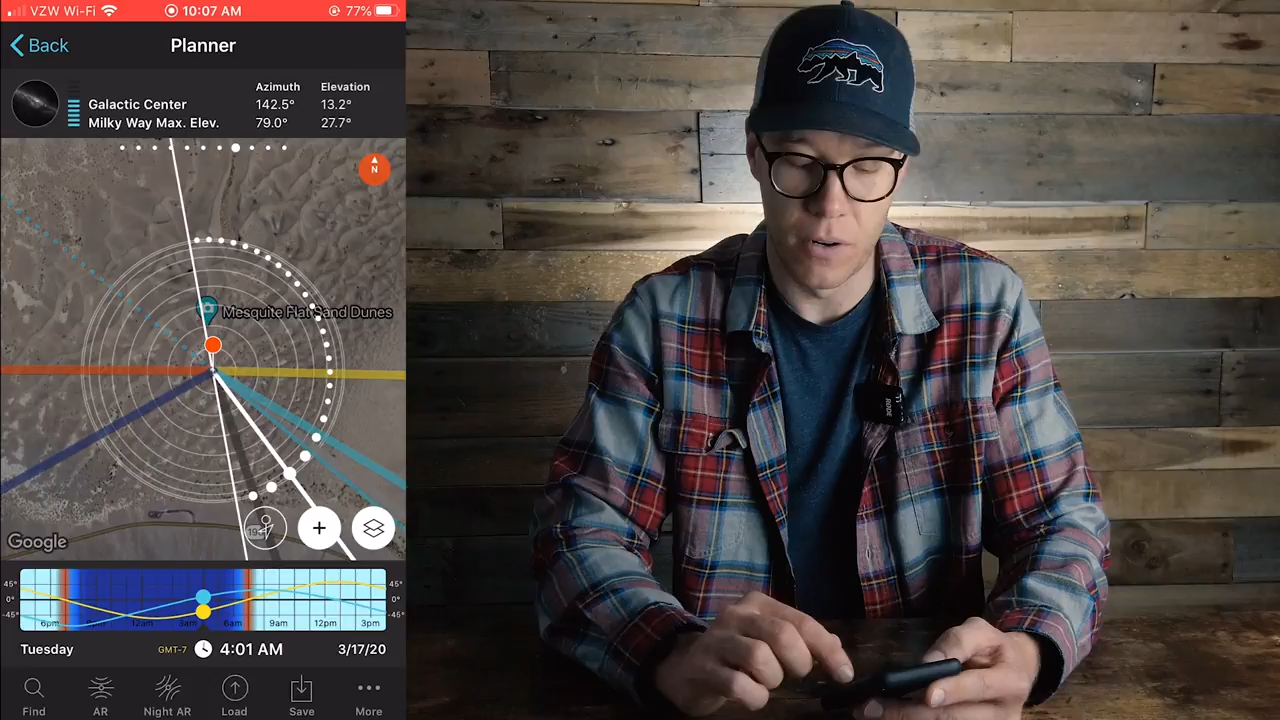 VZW Wi-Fi 10:07 AM 77%
Back Planner
Azimuth Elevation
Galactic Center 142.5° 13.2°
Milky Way Max. Elev. 79.0° 27.7°
N
Mesquite Flat Sand Dunes
RODE
Google
190
45° 45°
0° 0°
-45° -45°
6pm 9pm 12am 3am 6am 9am 12pm 3pm
Tuesday GMT-7 4:01 AM 3/17/20
Find AR Night AR Load Save More